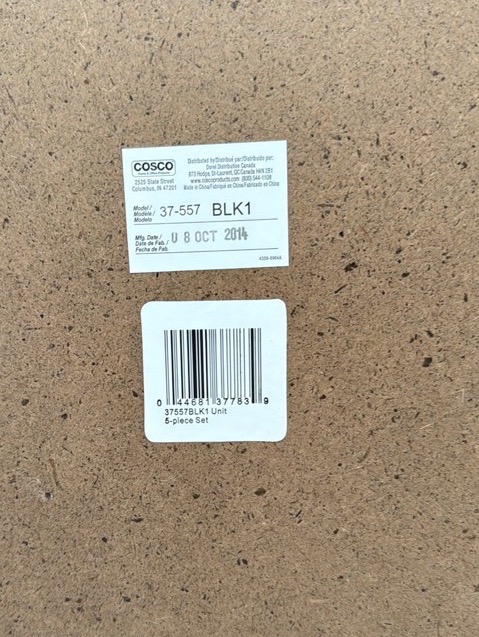 COSCO
Home & Office Products
2525 State Street
Columbus, IN 47201
Distributed by/Distribué par/Distribuido por:
Dorel Distribution Canada
873 Hodge, St-Laurent, QC Canada H4N 2B1
www.coscoproducts.com (800) 544-1108
Made in China/Fabriqué en Chine/Fabricado en China
Model /
Modèle /
Modelo
37-557 BLK1
Mfg. Date /
Date de Fab. /
Fecha de Fab.
0 8 OCT 2014
0 44681 37783 9
37557BLK1 Unit
5-piece Set